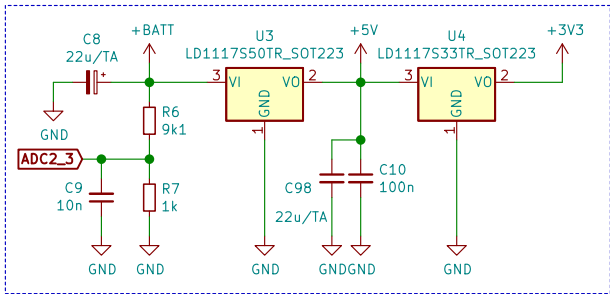 +BATT
+5V
+3V3
C8
22u/TA
+
U3
LD1117S50TR_SOT223
3
VI
VO
2
GND
1
U4
LD1117S33TR_SOT223
3
VI
VO
2
GND
1
GND
R6
9k1
ADC2_3
C9
10n
R7
1k
C98
22u/TA
C10
100n
GND
GND
GND
GND
GND
GND